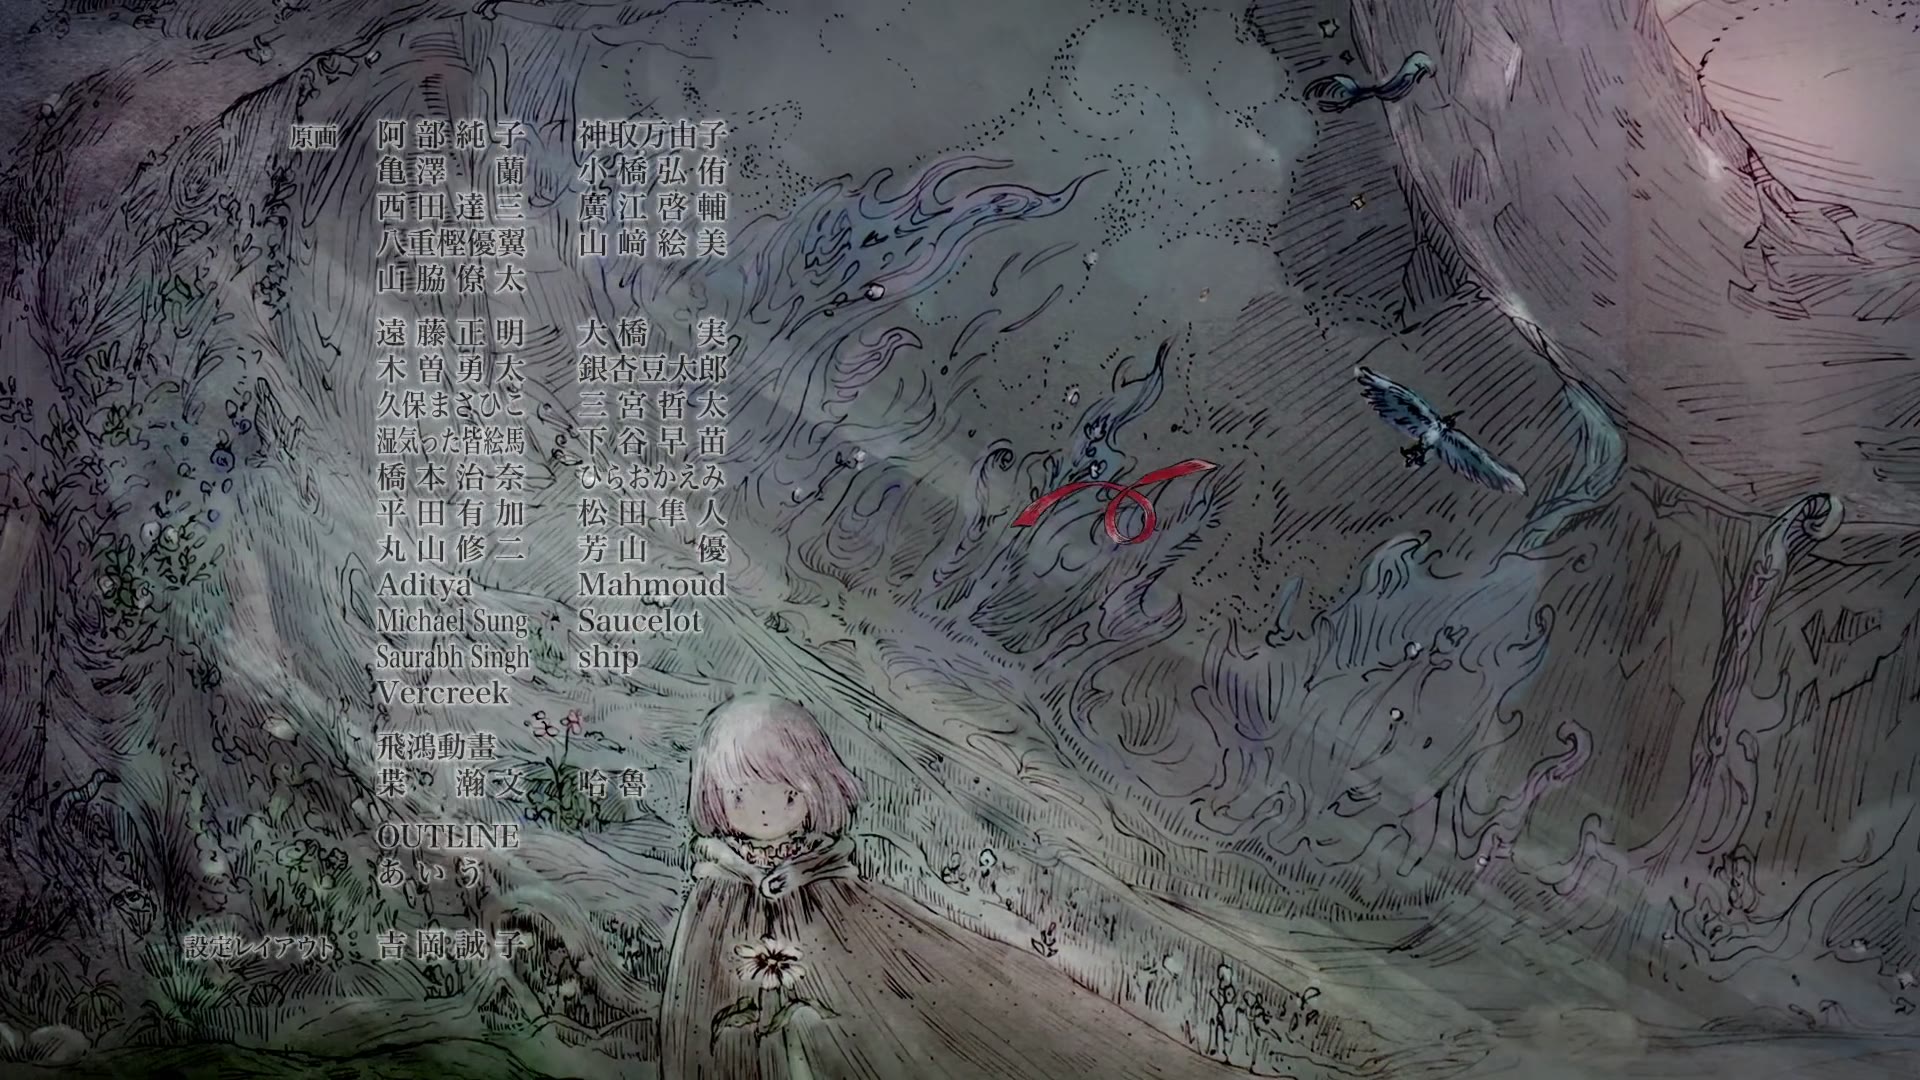 原画 阿部純子 神取万由子
亀澤蘭 小橋弘侑
西田達三 廣江啓輔
八重樫優翼 山﨑絵美
山脇僚太
遠藤正明 大橋実
木曽勇太 銀杏豆太郎
久保まさひこ 三宮哲太
湿気った皆絵馬 下谷早苗
橋本治奈 ひらおかえみ
平田有加 松田隼人
丸山修二 芳山優
Aditya Mahmoud
Michael Sung Saucelot
Saurabh Singh ship
Vercreek
飛鴻動畫
枼瀚文 哈魯
OUTLINE
あいう
設定レイアウト 吉岡誠子